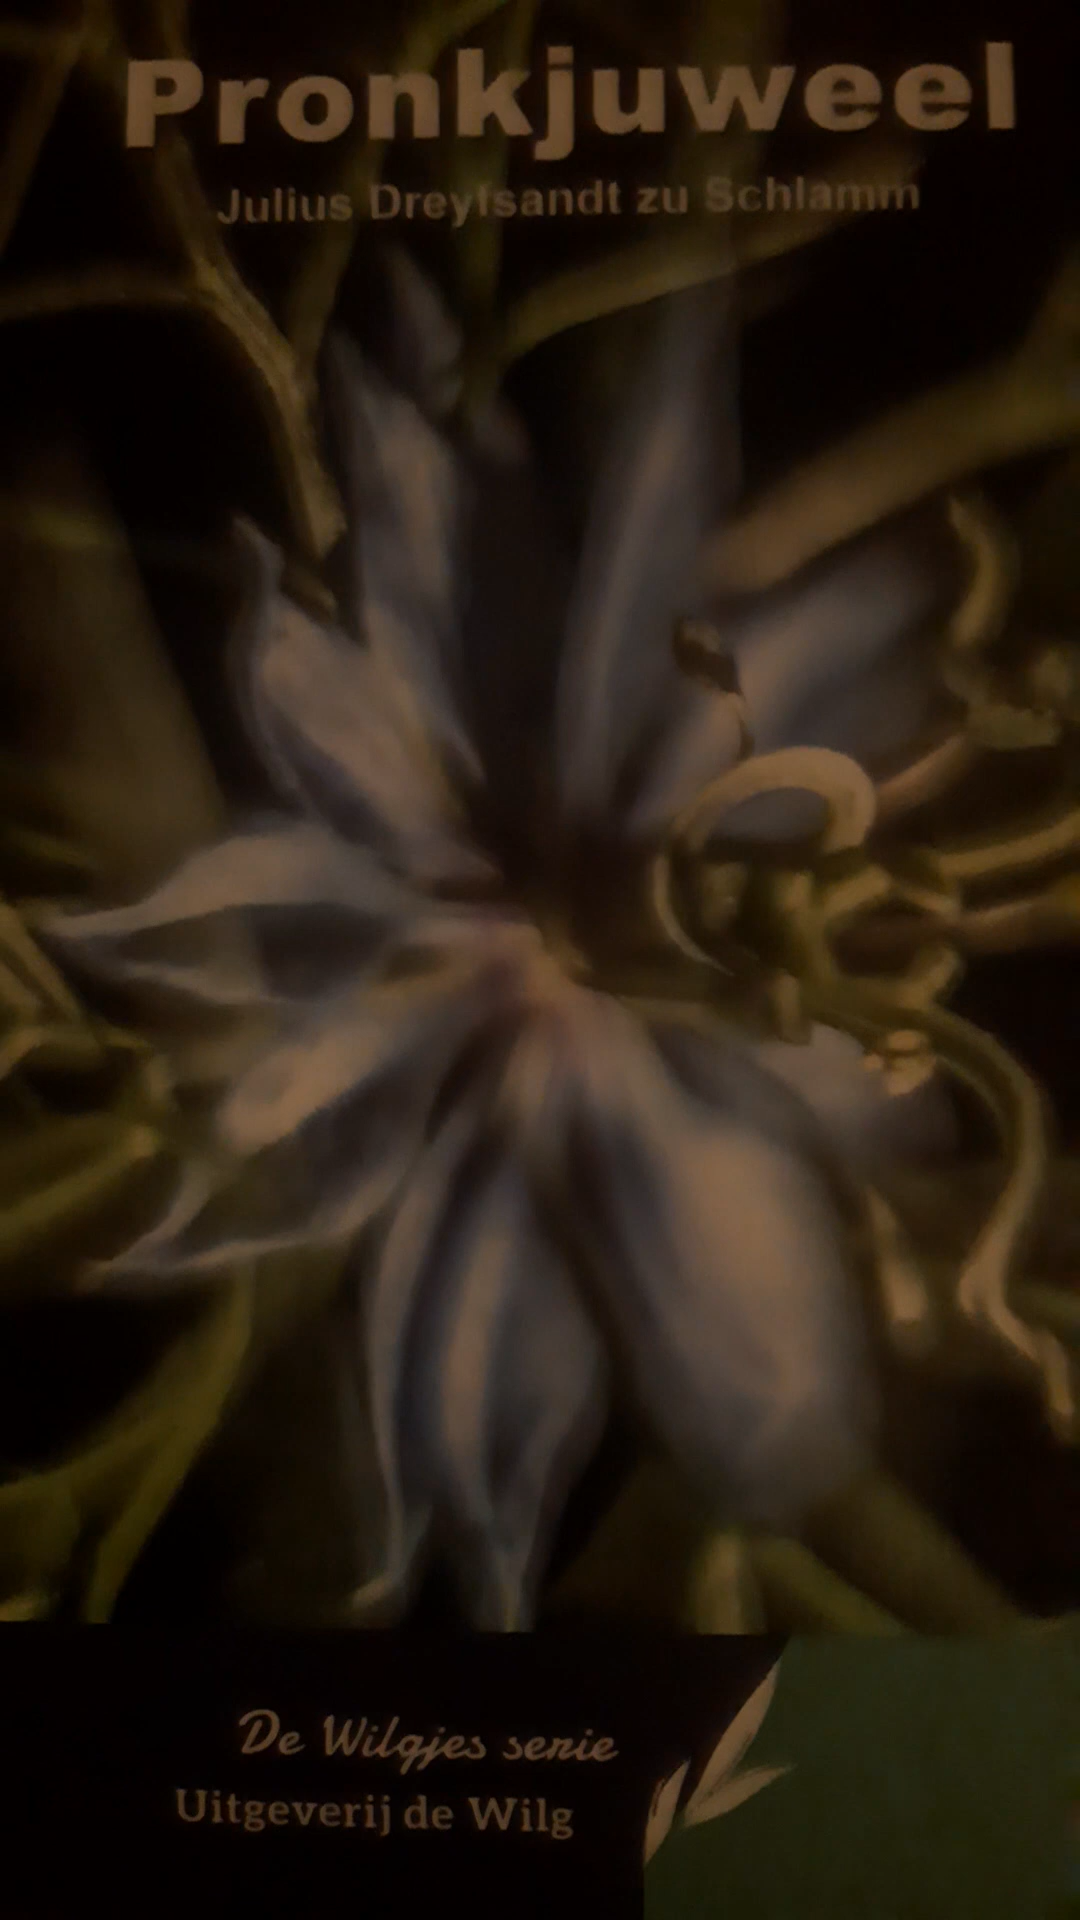 Pronkjuweel
Julius Dreyfsandt zu Schlamm
De Wilgjes serie
Uitgeverij de Wilg